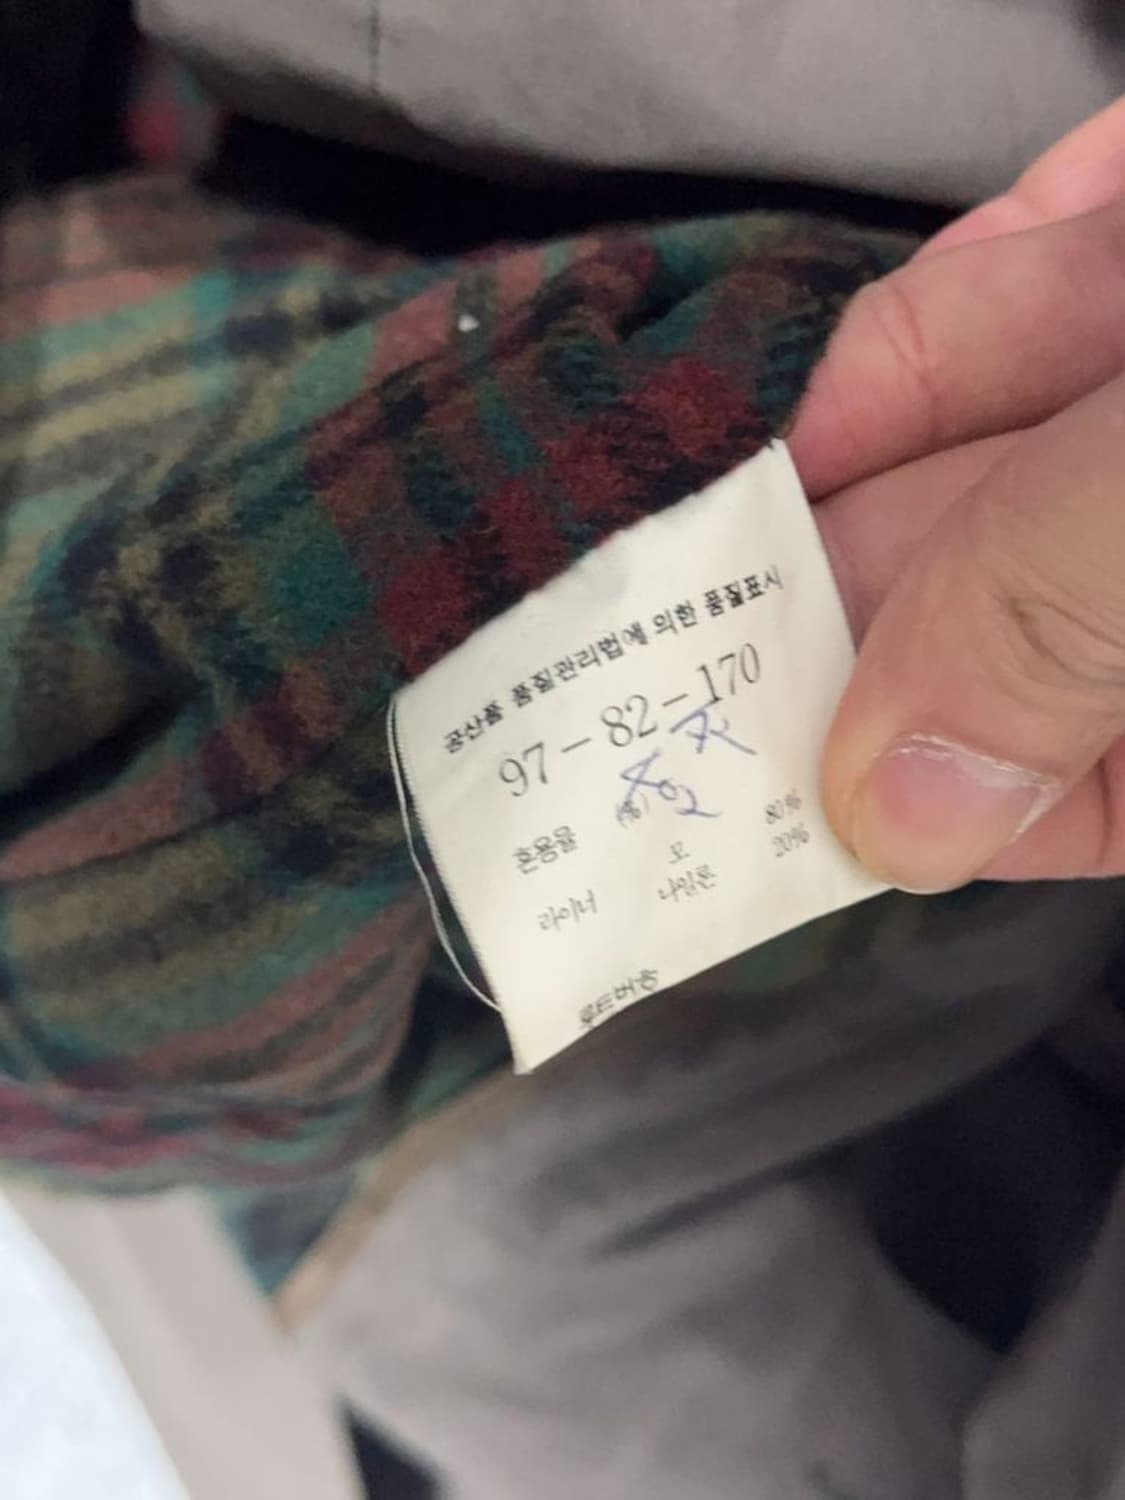 공산품 품질관리법에 의한 품질표시
97-82-170
혼용율 (%)
모 80%
라이너 나일론 20%